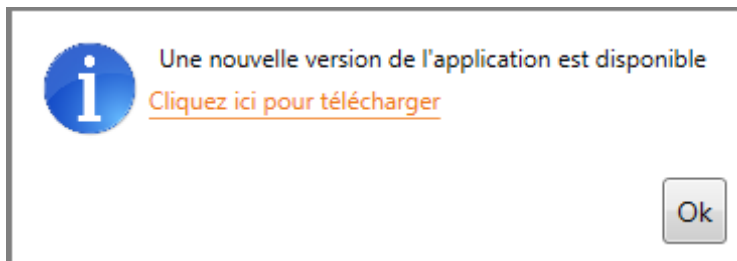 Une nouvelle version de l'application est disponible
Cliquez ici pour télécharger
Ok